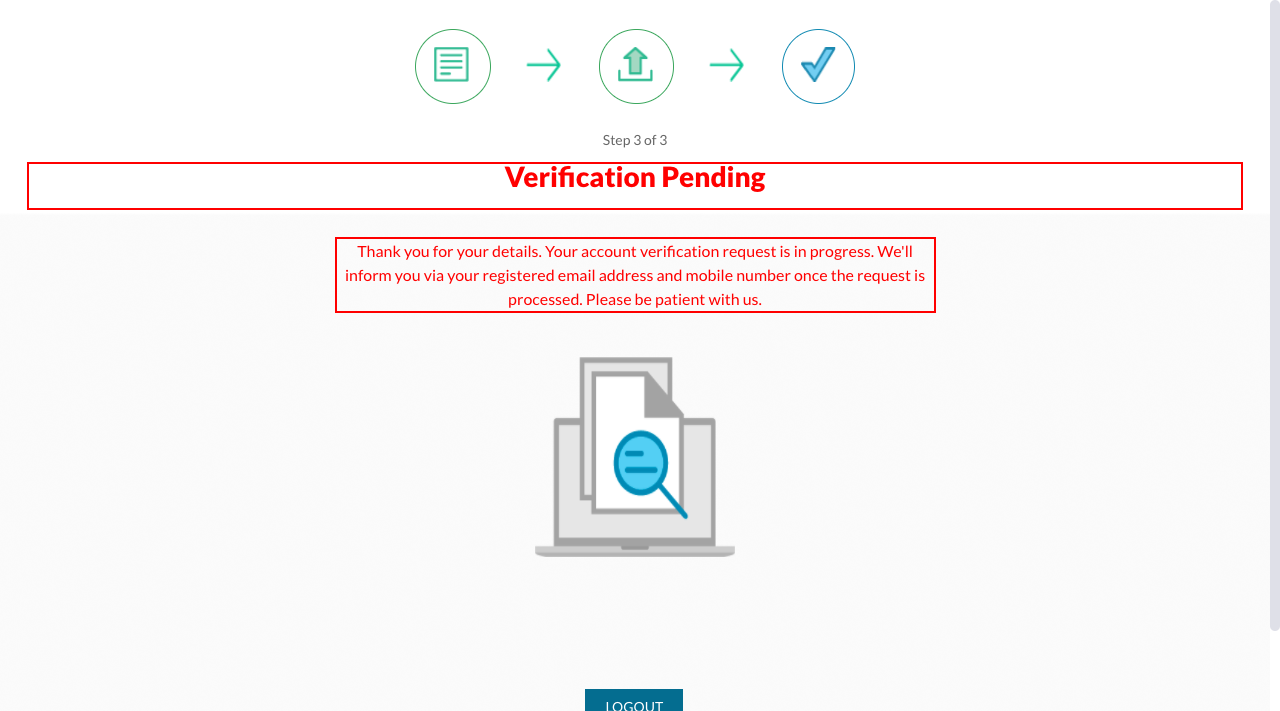 Step 3 of 3
Verification Pending
Thank you for your details. Your account verification request is in progress. We'll
inform you via your registered email address and mobile number once the request is
processed. Please be patient with us.
LOGOUT